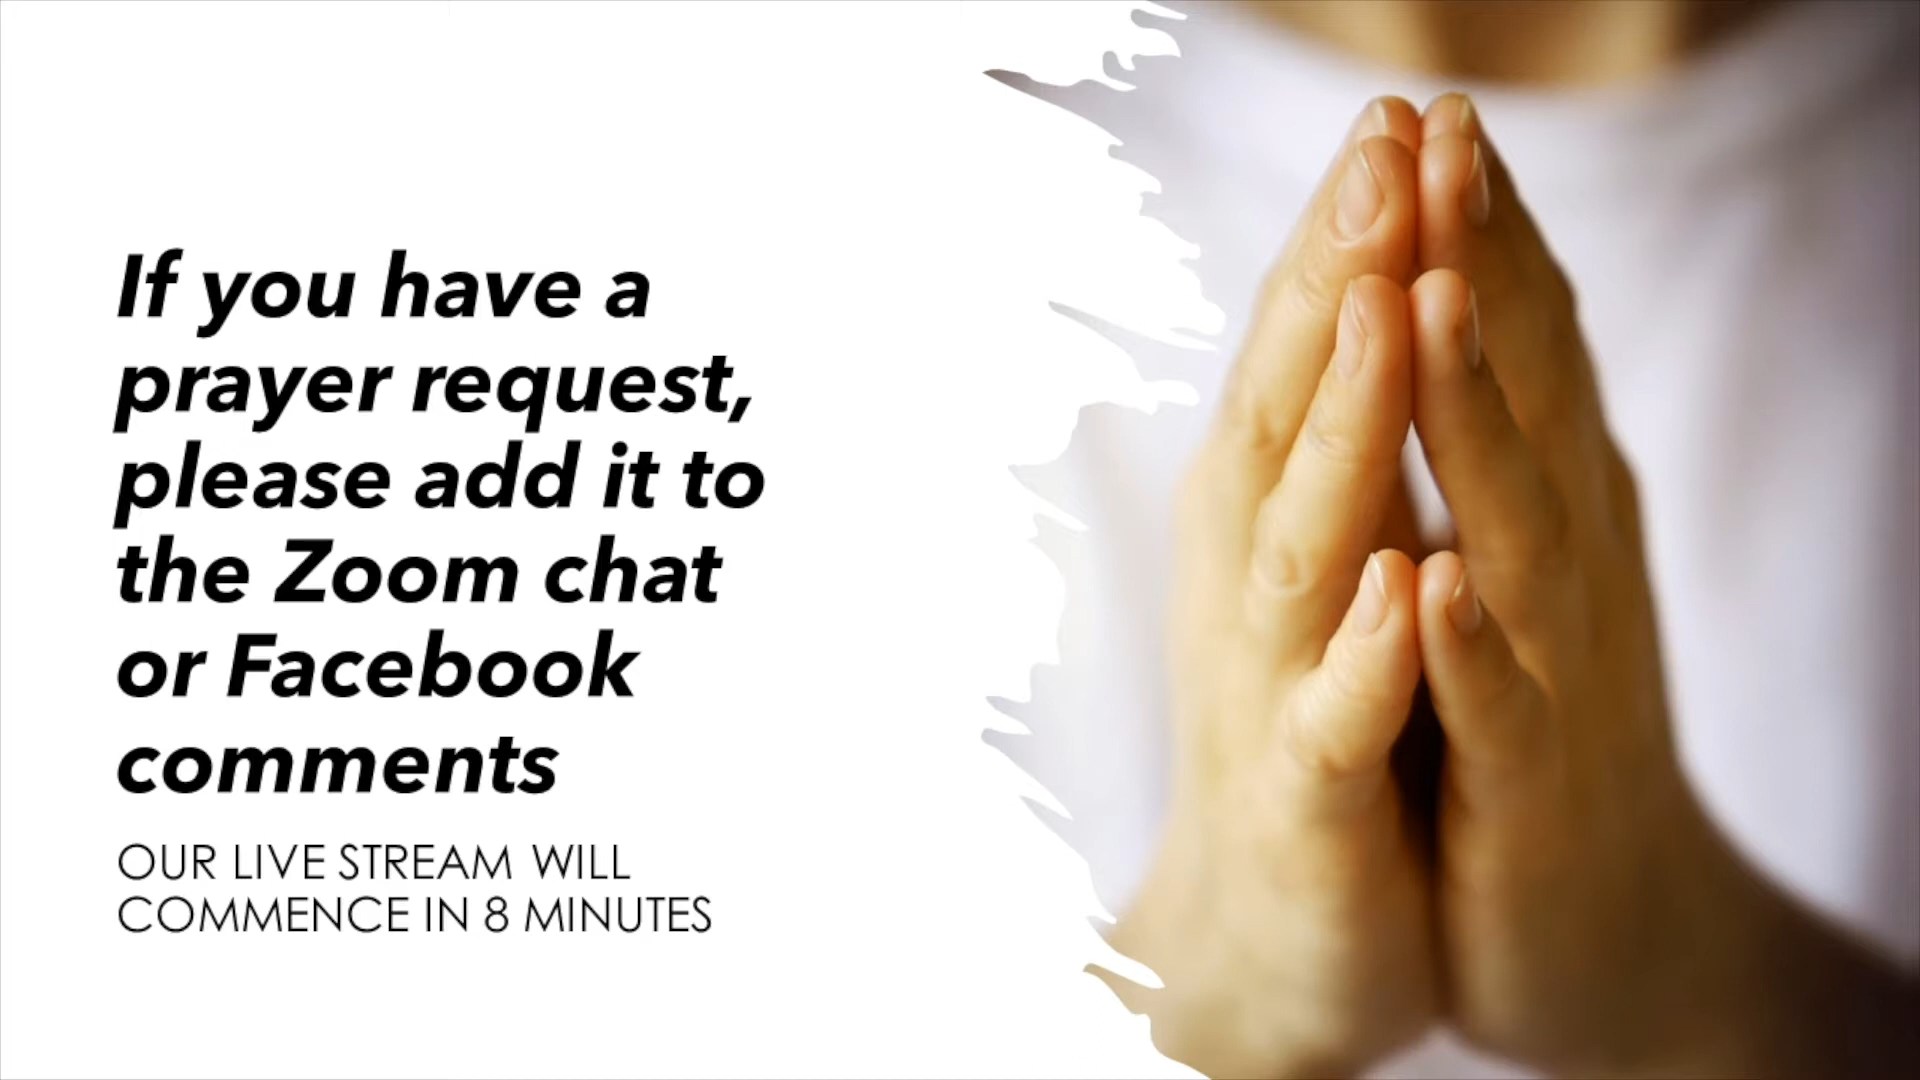 If you have a
prayer request,
please add it to
the Zoom chat
or Facebook
comments
OUR LIVE STREAM WILL
COMMENCE IN 8 MINUTES